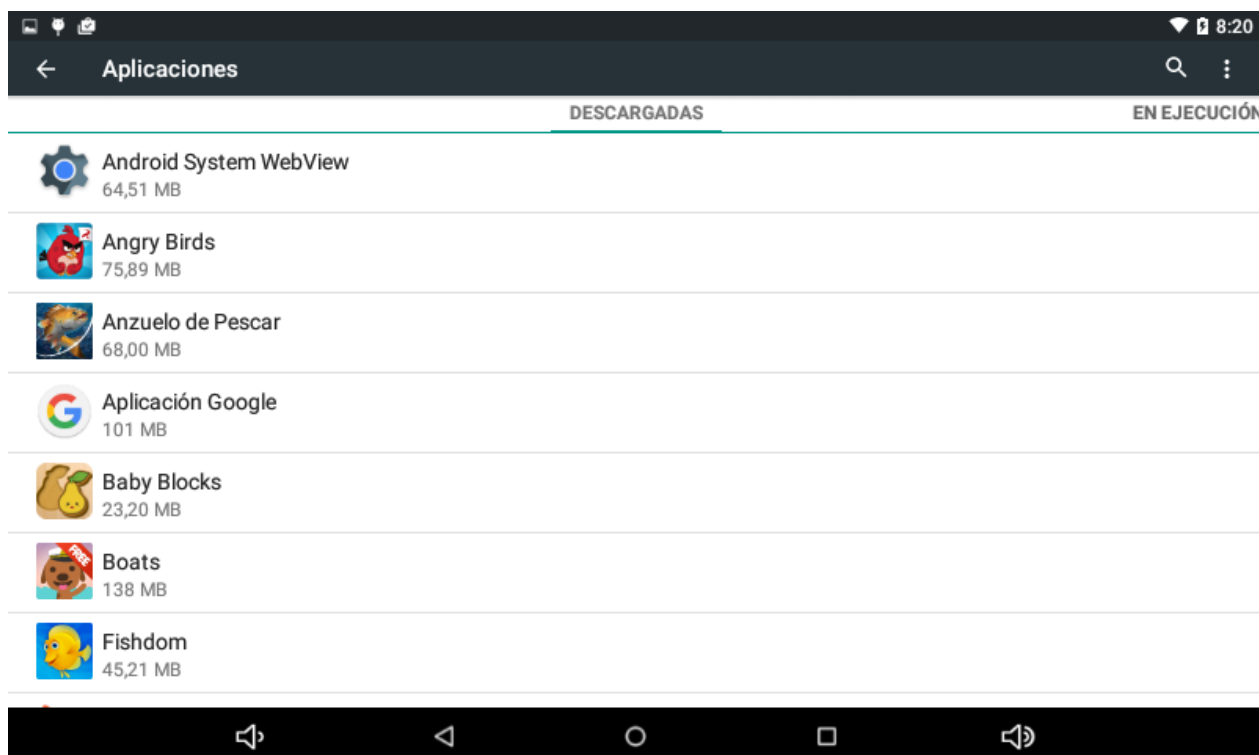 8:20
Aplicaciones
DESCARGADAS
EN EJECUCIÓN
Android System WebView
64,51 MB
Angry Birds
75,89 MB
Anzuelo de Pescar
68,00 MB
Aplicación Google
101 MB
Baby Blocks
23,20 MB
FREE
Boats
138 MB
Fishdom
45,21 MB